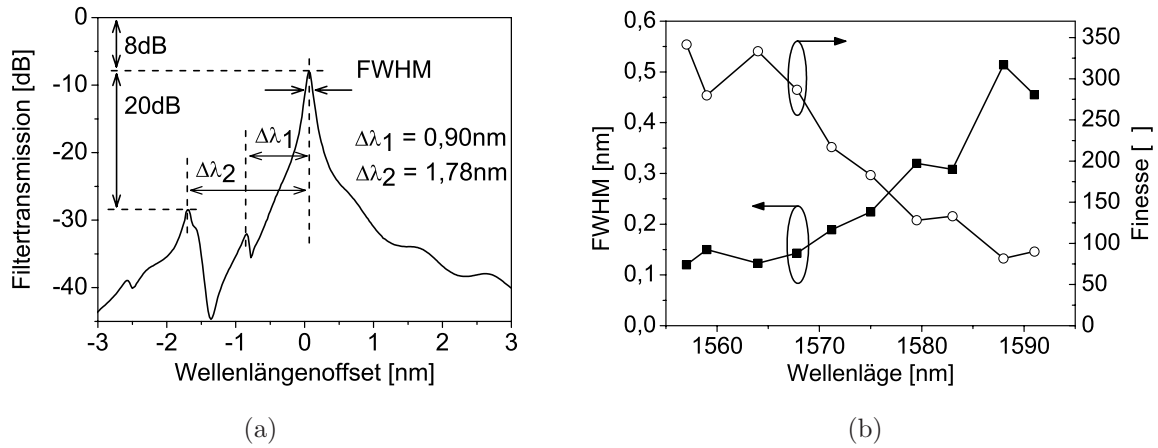 0
-10
-20
-30
-40
Filtertransmission [dB]
8dB
20dB
FWHM
Δλ1
Δλ2
Δλ1 = 0,90nm
Δλ2 = 1,78nm
-3 -2 -1 0 1 2 3
Wellenlängenoffset [nm]
(a)
0,6
0,5
0,4
0,3
0,2
0,1
0,0
FWHM [nm]
350
300
250
200
150
100
50
0
Finesse [ ]
1560 1570 1580 1590
Wellenläge [nm]
(b)